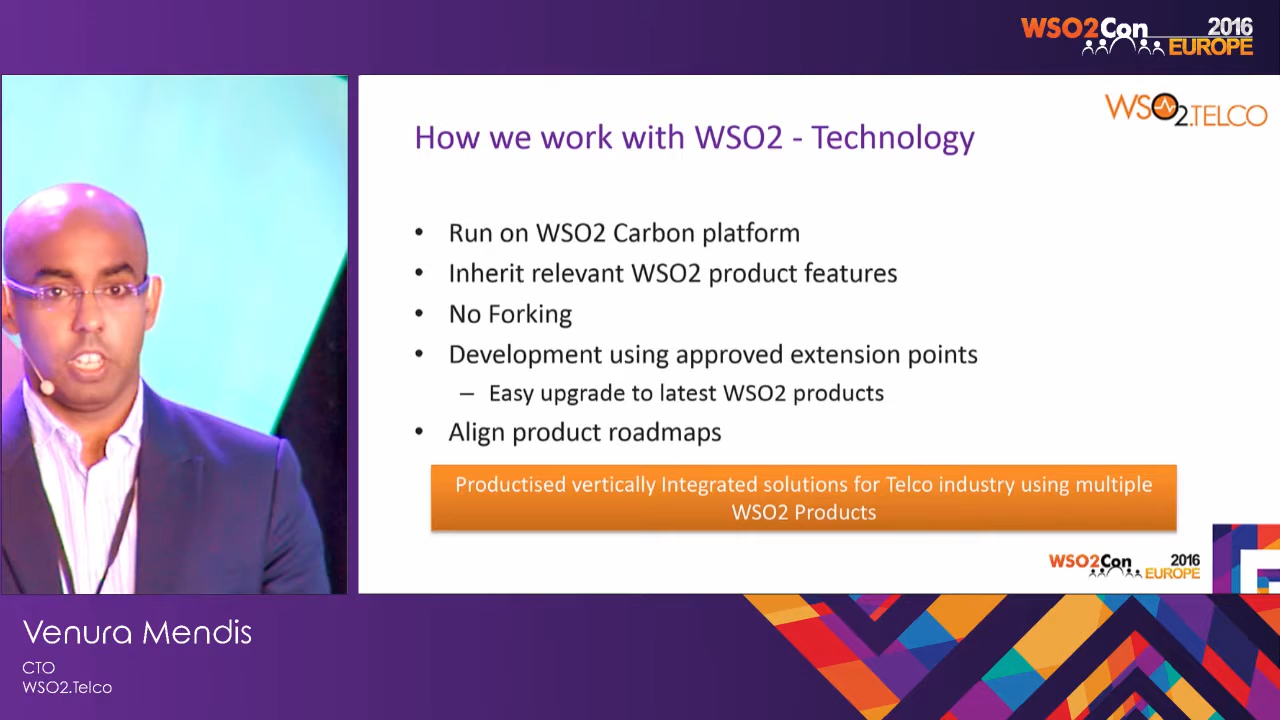 WSO2Con 2016
EUROPE
WSO2.TELCO
How we work with WSO2 - Technology
• Run on WSO2 Carbon platform
• Inherit relevant WSO2 product features
• No Forking
• Development using approved extension points
– Easy upgrade to latest WSO2 products
• Align product roadmaps
Productised vertically Integrated solutions for Telco industry using multiple
WSO2 Products
WSO2Con 2016
EUROPE
Venura Mendis
CTO
WSO2.Telco